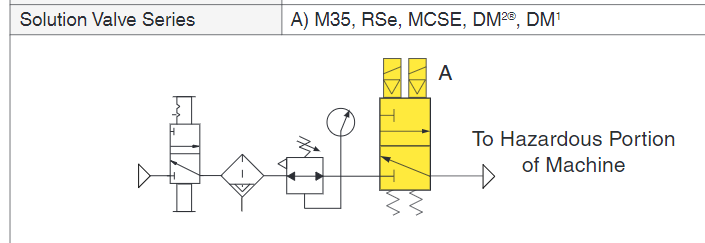 Solution Valve Series
A) M35, RSe, MCSE, DM²®, DM¹
A
To Hazardous Portion
of Machine